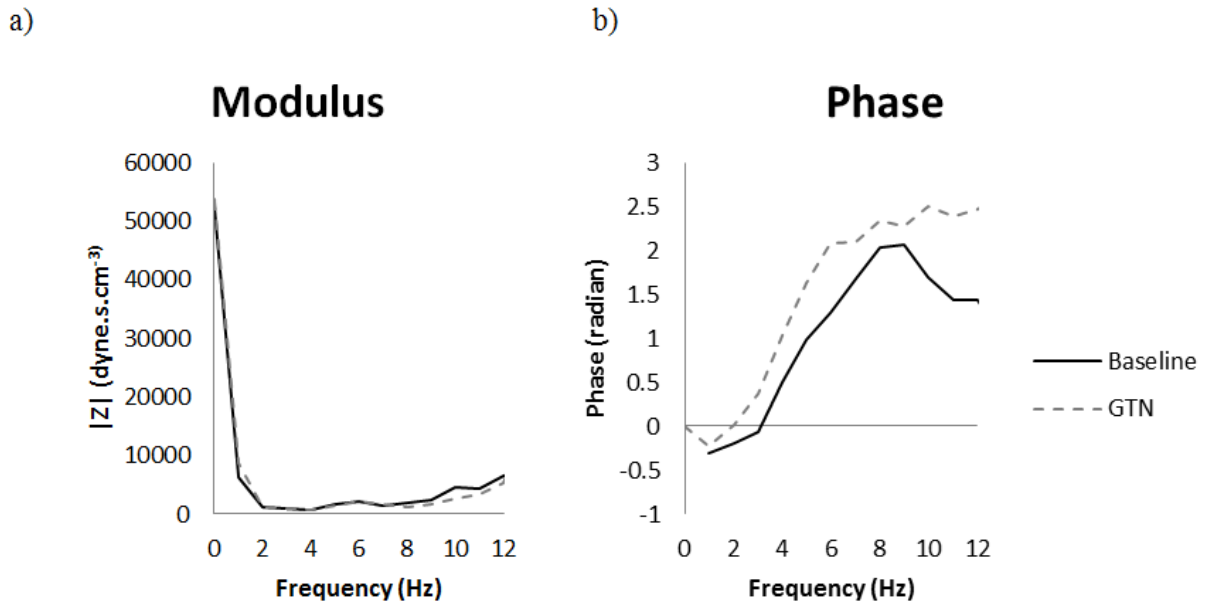 a)
b)
Modulus
Phase
|Z| (dyne.s.cm-3)
60000
50000
40000
30000
20000
10000
0
0 2 4 6 8 10 12
Frequency (Hz)
Phase (radian)
3
2.5
2
1.5
1
0.5
0
-0.5
-1
0 2 4 6 8 10 12
Frequency (Hz)
Baseline
GTN